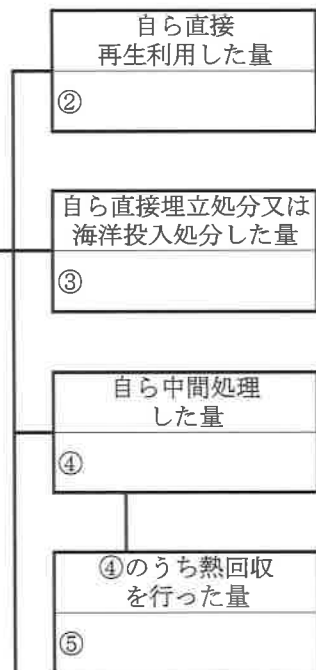 自ら直接
再生利用した量
②
自ら直接埋立処分又は
海洋投入処分した量
③
自ら中間処理
した量
④
④のうち熱回収
を行った量
⑤